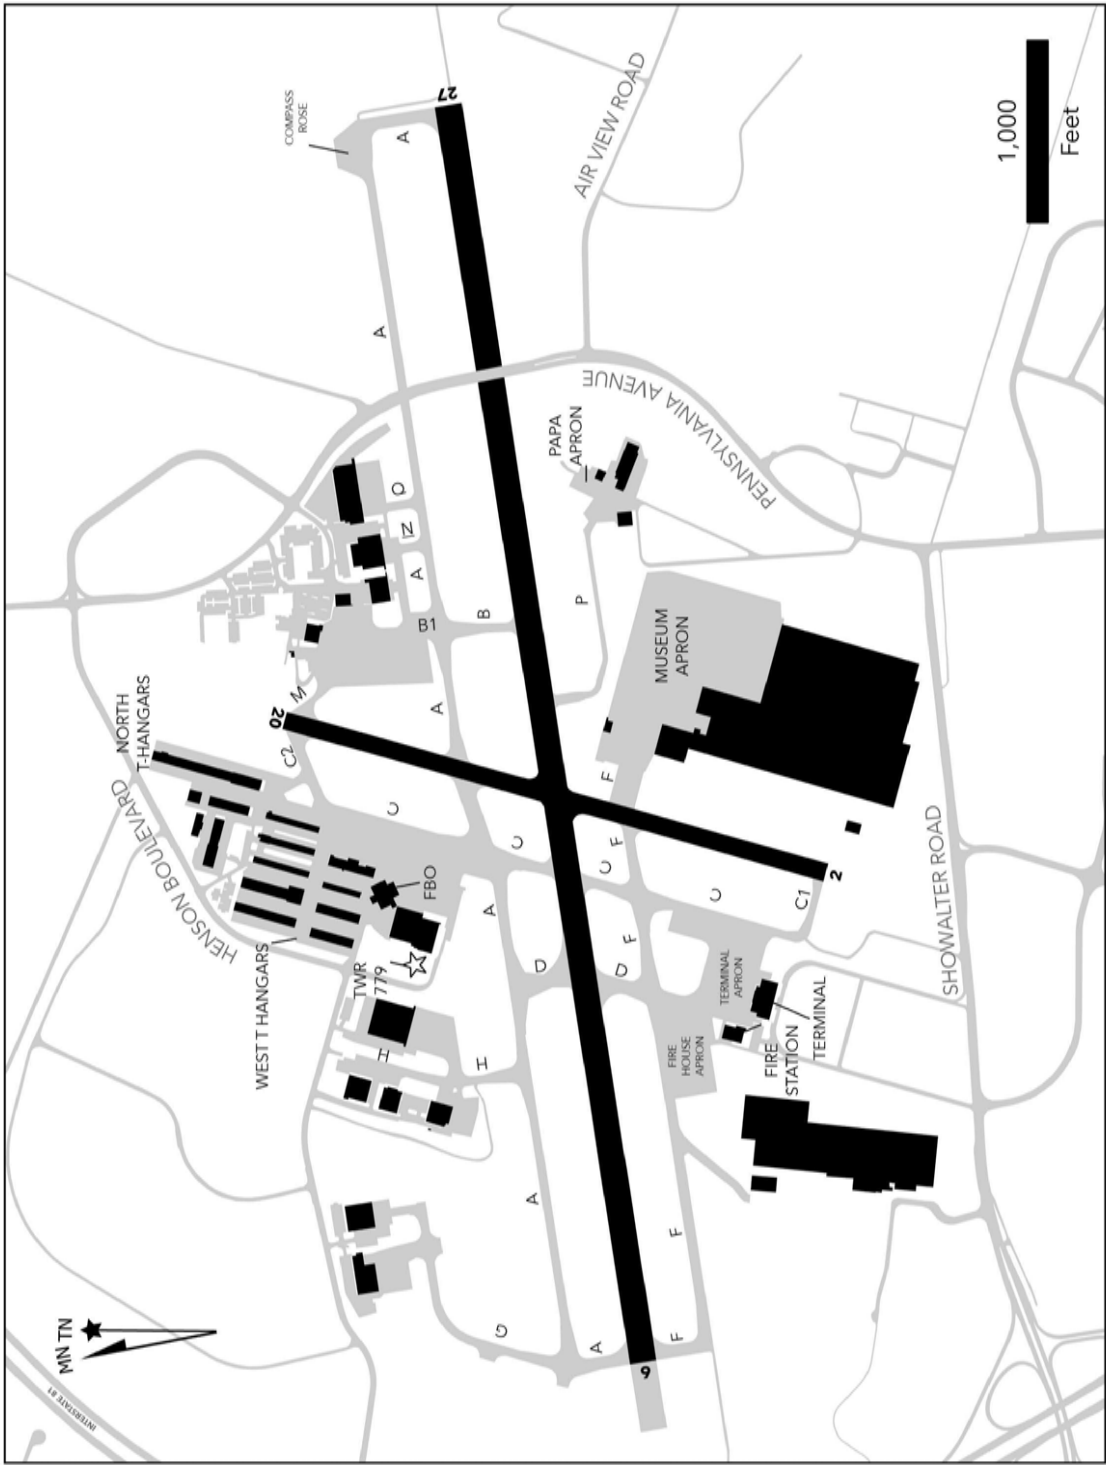 27
COMPASS
ROSE
A
AIR VIEW ROAD
1,000
Feet
A
PENNSYLVANIA AVENUE
PAPA
APRON
Q
N
A
B1
B
P
MUSEUM
APRON
M
20
A
NORTH
T-HANGARS
C2
HENSON BOULEVARD
C
C
F
F
C
2
C
C1
SHOWALTER ROAD
FBO
A
WEST T HANGARS
TWR
779
D
D
F
TERMINAL
APRON
TERMINAL
FIRE
STATION
FIRE
HOUSE
APRON
H
H
A
F
G
A
F
9
MN TN
INTERSTATE 81